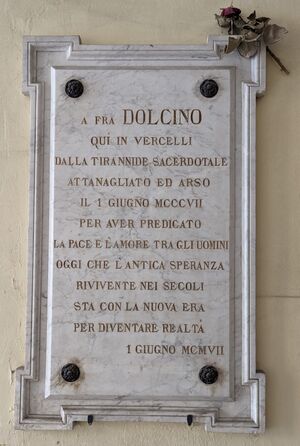 A FRA DOLCINO
QUI IN VERCELLI
DALLA TIRANNIDE SACERDOTALE
ATTANAGLIATO ED ARSO
IL 1 GIUGNO MCCCVII
PER AVER PREDICATO
LA PACE E L'AMORE TRA GLI UOMINI
OGGI CHE L'ANTICA SPERANZA
RIVIVENTE NEI SECOLI
STA CON LA NUOVA ERA
PER DIVENTARE REALTÀ
1 GIUGNO MCMVII